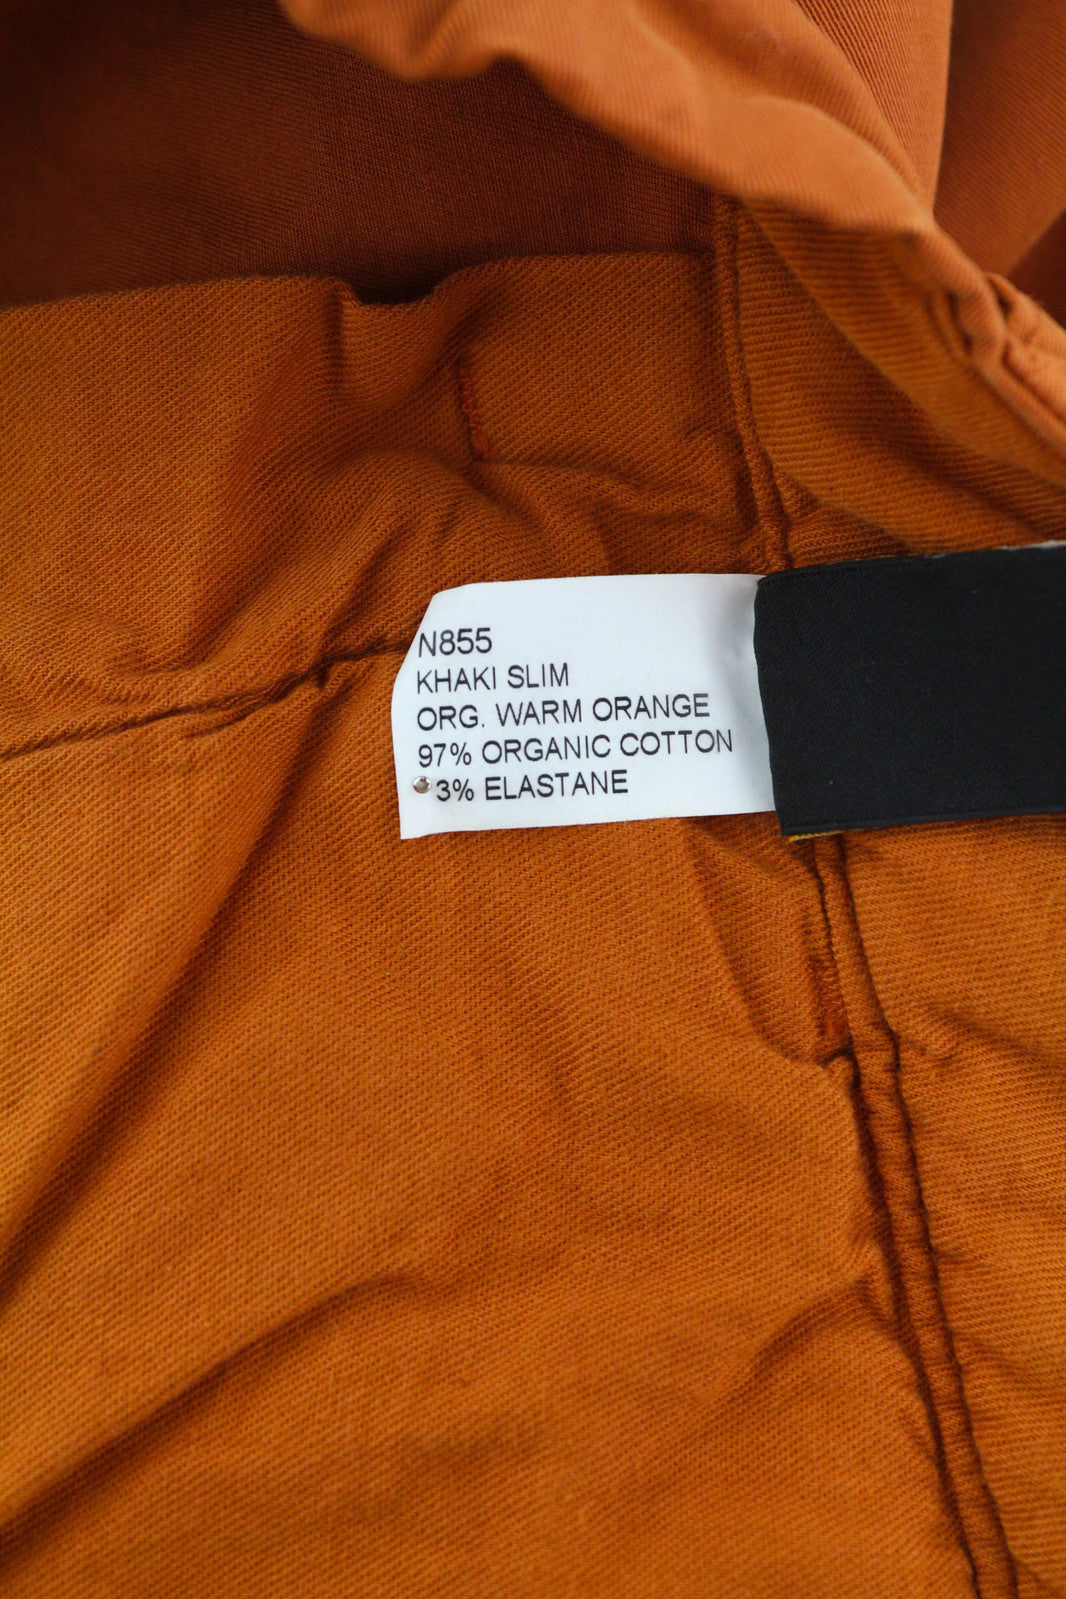 N855
KHAKI SLIM
ORG. WARM ORANGE
97% ORGANIC COTTON
3% ELASTANE